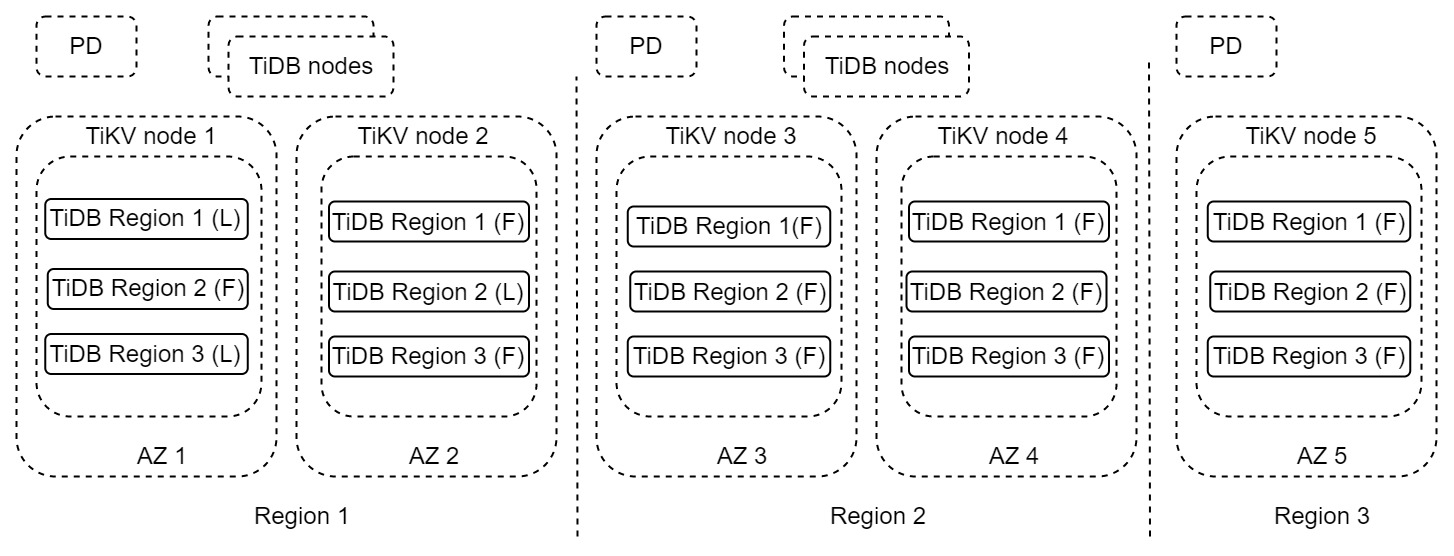 PD
TiDB nodes
PD
TiDB nodes
PD
TiKV node 1
TiKV node 2
TiKV node 3
TiKV node 4
TiKV node 5
TiDB Region 1 (L)
TiDB Region 1 (F)
TiDB Region 1(F)
TiDB Region 1 (F)
TiDB Region 1 (F)
TiDB Region 2 (F)
TiDB Region 2 (L)
TiDB Region 2 (F)
TiDB Region 2 (F)
TiDB Region 2 (F)
TiDB Region 3 (L)
TiDB Region 3 (F)
TiDB Region 3 (F)
TiDB Region 3 (F)
TiDB Region 3 (F)
AZ 1
AZ 2
AZ 3
AZ 4
AZ 5
Region 1
Region 2
Region 3